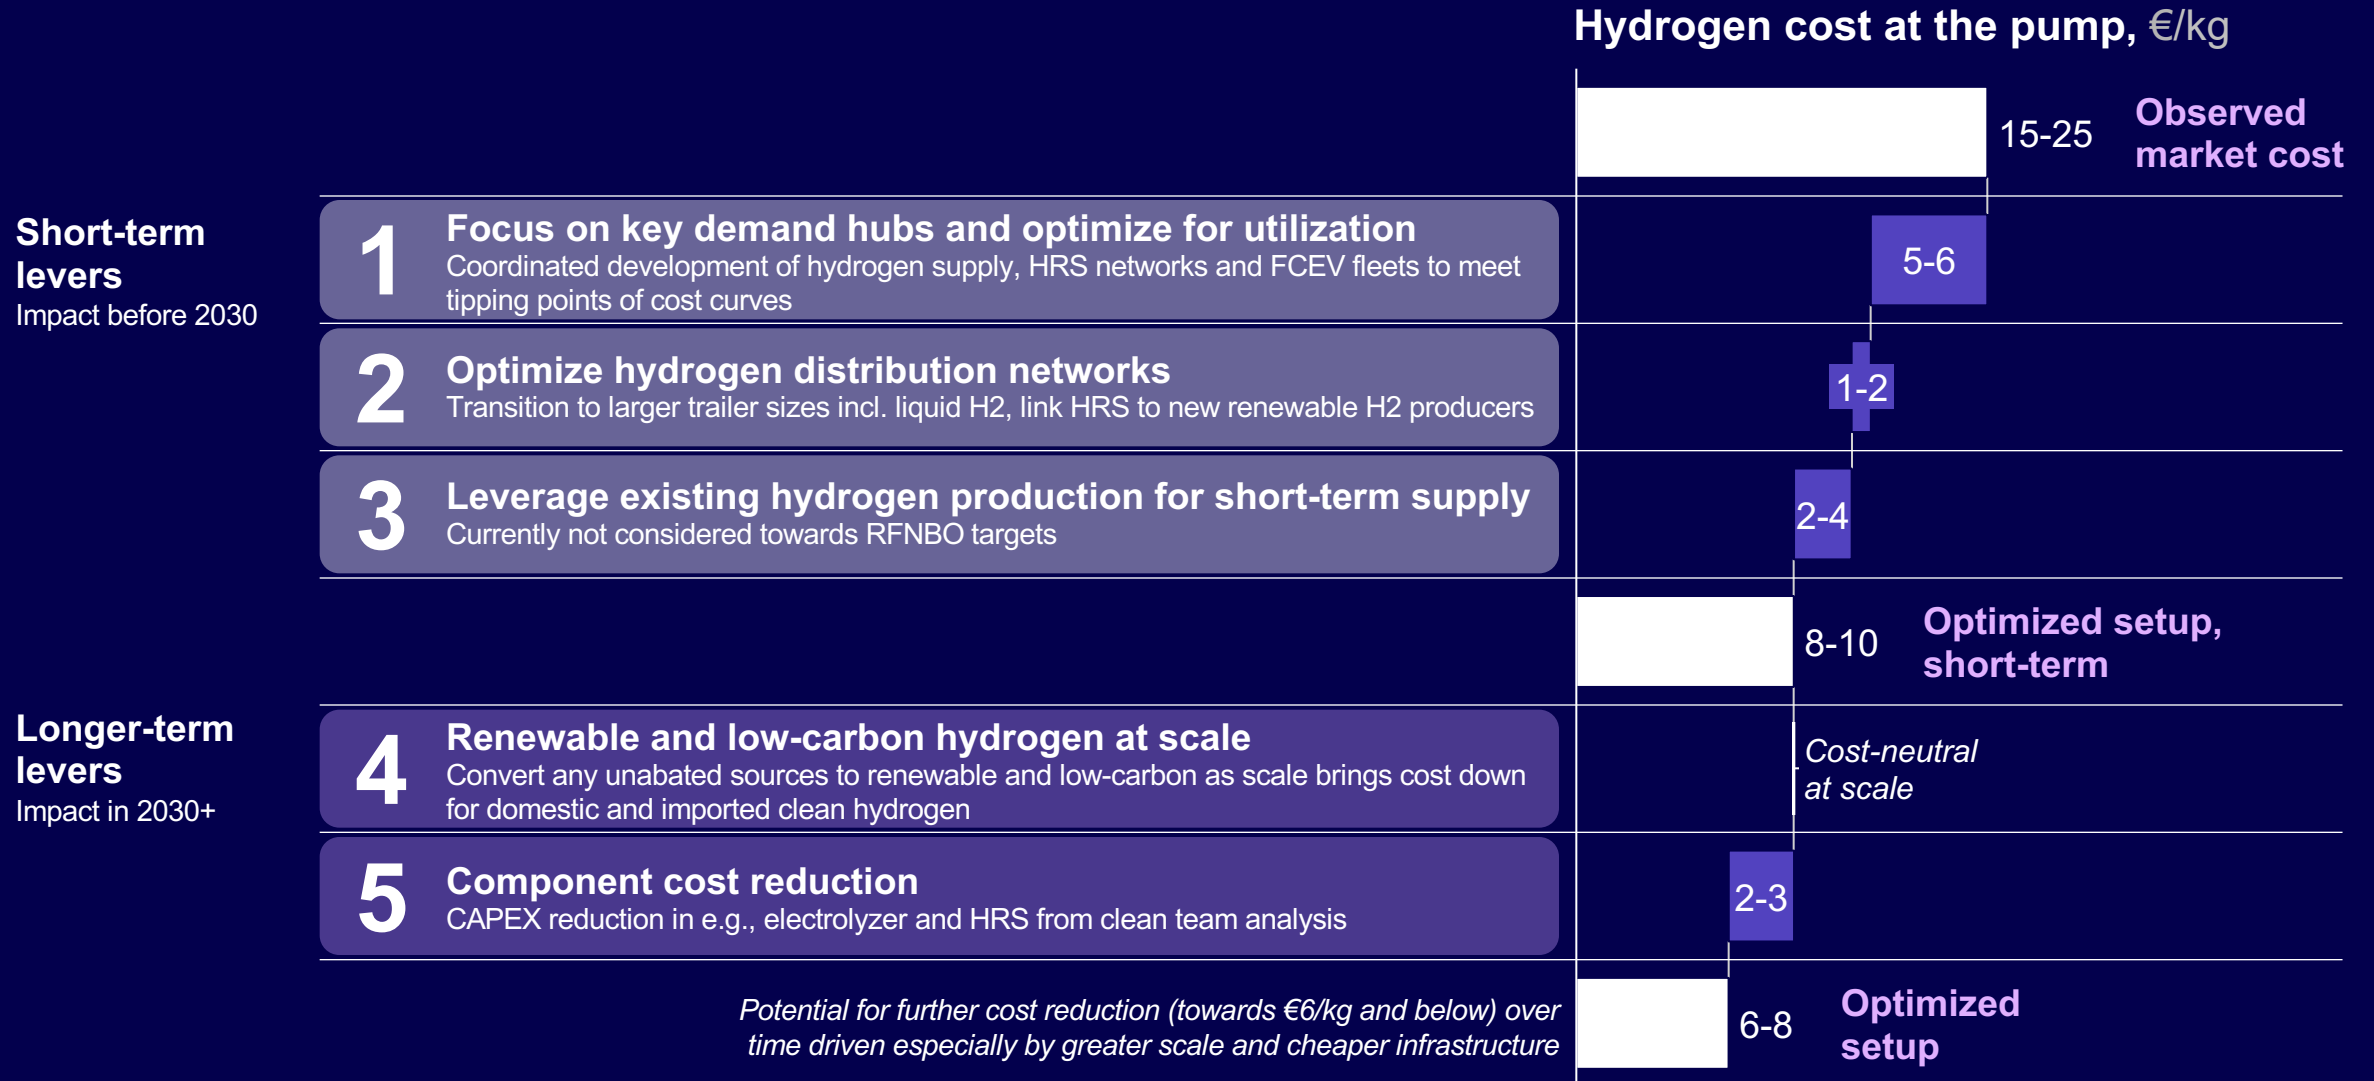 Hydrogen cost at the pump, €/kg
15-25
Observed
market cost
Short-term
levers
Impact before 2030
1
Focus on key demand hubs and optimize for utilization
Coordinated development of hydrogen supply, HRS networks and FCEV fleets to meet
tipping points of cost curves
5-6
2
Optimize hydrogen distribution networks
Transition to larger trailer sizes incl. liquid H2, link HRS to new renewable H2 producers
1-2
3
Leverage existing hydrogen production for short-term supply
Currently not considered towards RFNBO targets
2-4
8-10
Optimized setup,
short-term
Longer-term
levers
Impact in 2030+
4
Renewable and low-carbon hydrogen at scale
Convert any unabated sources to renewable and low-carbon as scale brings cost down
for domestic and imported clean hydrogen
Cost-neutral
at scale
5
Component cost reduction
CAPEX reduction in e.g., electrolyzer and HRS from clean team analysis
2-3
Potential for further cost reduction (towards €6/kg and below) over
time driven especially by greater scale and cheaper infrastructure
6-8
Optimized
setup